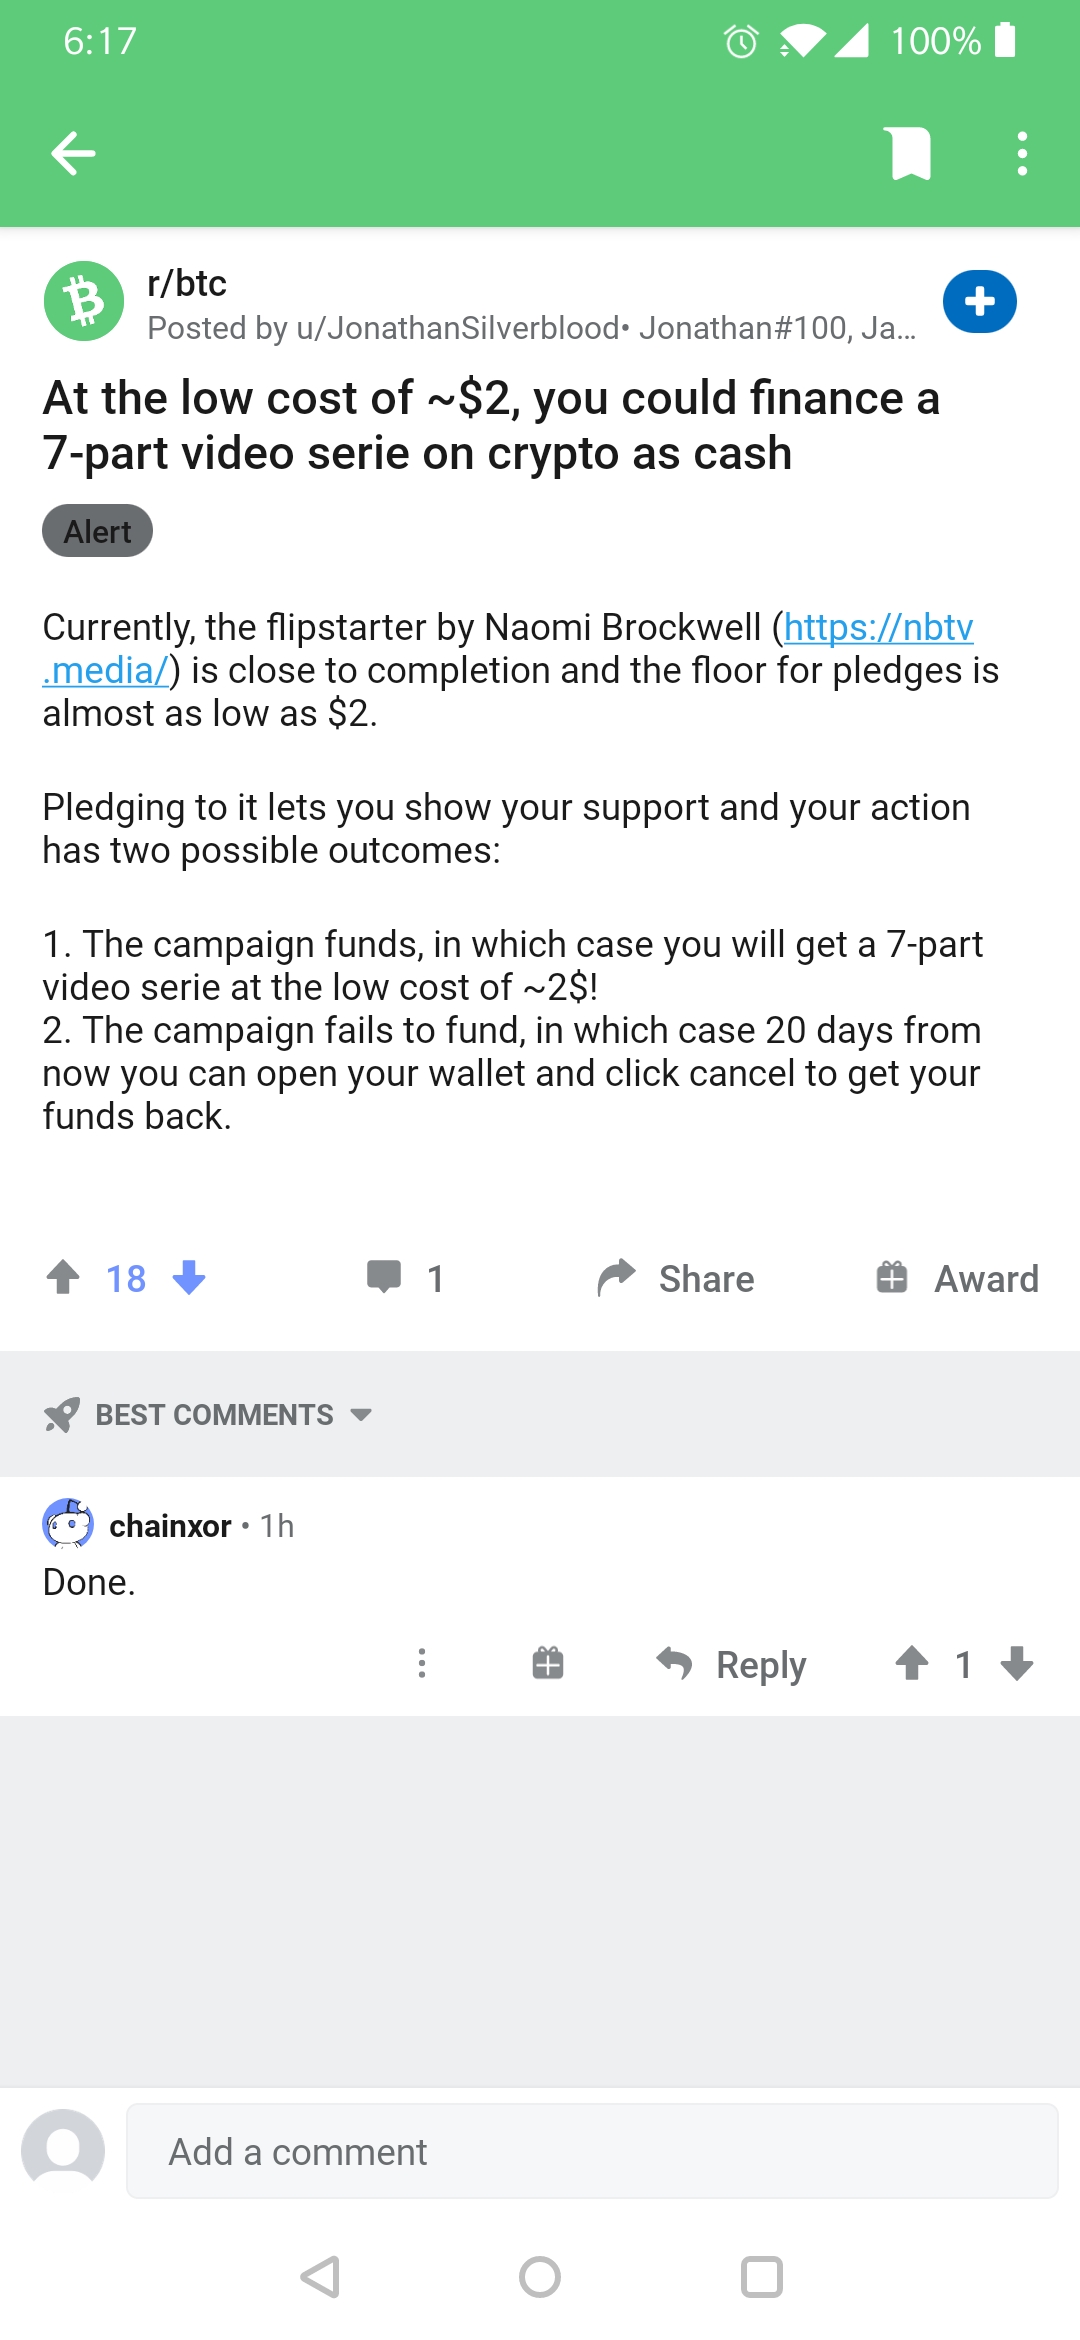 6:17
100%
r/btc
Posted by u/JonathanSilverblood• Jonathan#100, Ja...
At the low cost of ~$2, you could finance a
7-part video serie on crypto as cash
Alert
Currently, the flipstarter by Naomi Brockwell (https://nbtv
.media/) is close to completion and the floor for pledges is
almost as low as $2.
Pledging to it lets you show your support and your action
has two possible outcomes:
1. The campaign funds, in which case you will get a 7-part
video serie at the low cost of ~2$!
2. The campaign fails to fund, in which case 20 days from
now you can open your wallet and click cancel to get your
funds back.
18 1 Share Award
BEST COMMENTS
chainxor • 1h
Done.
Reply 1
Add a comment